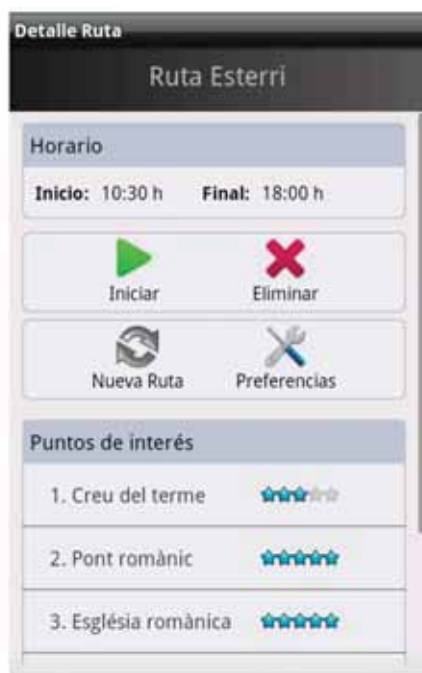 Detalle Ruta
Ruta Esterri
Horario
Inicio: 10:30 h Final: 18:00 h
Iniciar Eliminar
Nueva Ruta Preferencias
Puntos de interés
1. Creu del terme
2. Pont romànic
3. Església romànica